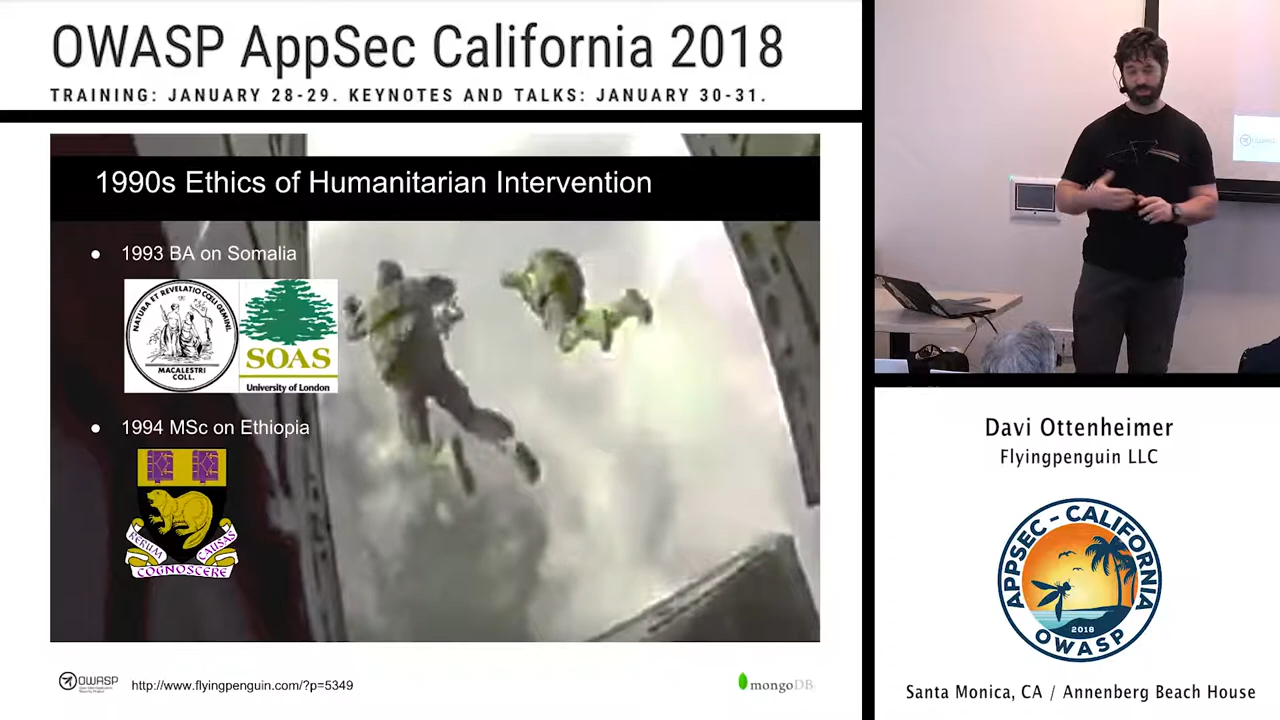 OWASP AppSec California 2018
TRAINING: JANUARY 28-29. KEYNOTES AND TALKS: JANUARY 30-31.
1990s Ethics of Humanitarian Intervention
• 1993 BA on Somalia
NATURA ET REVELATIO CŒLI GEMINI
MACALESTRI
COLL.
SOAS
University of London
• 1994 MSc on Ethiopia
RERUM
CAUSAS
COGNOSCERE
OWASP
http://www.flyingpenguin.com/?p=5349
mongoDB
Davi Ottenheimer
Flyingpenguin LLC
APPSEC - CALIFORNIA
2018
OWASP
Santa Monica, CA / Annenberg Beach House